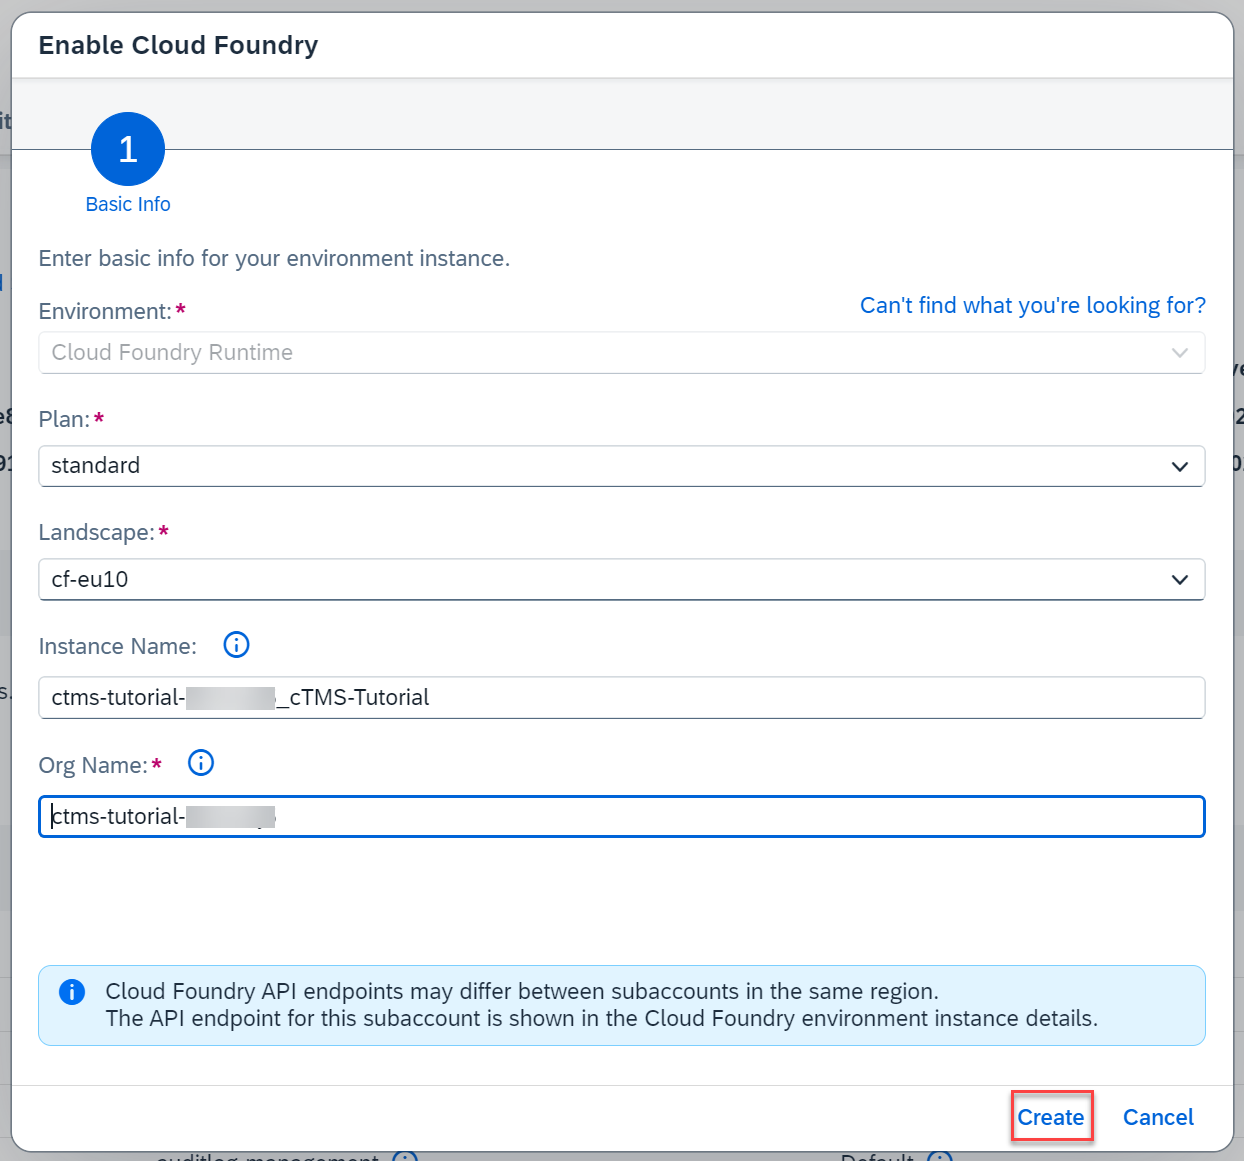 Enable Cloud Foundry
1
Basic Info
Enter basic info for your environment instance.
Environment:*
Can't find what you're looking for?
Cloud Foundry Runtime
Plan:*
standard
Landscape:*
cf-eu10
Instance Name:
ctms-tutorial- _cTMS-Tutorial
Org Name:*
ctms-tutorial-
Cloud Foundry API endpoints may differ between subaccounts in the same region.
The API endpoint for this subaccount is shown in the Cloud Foundry environment instance details.
Create Cancel